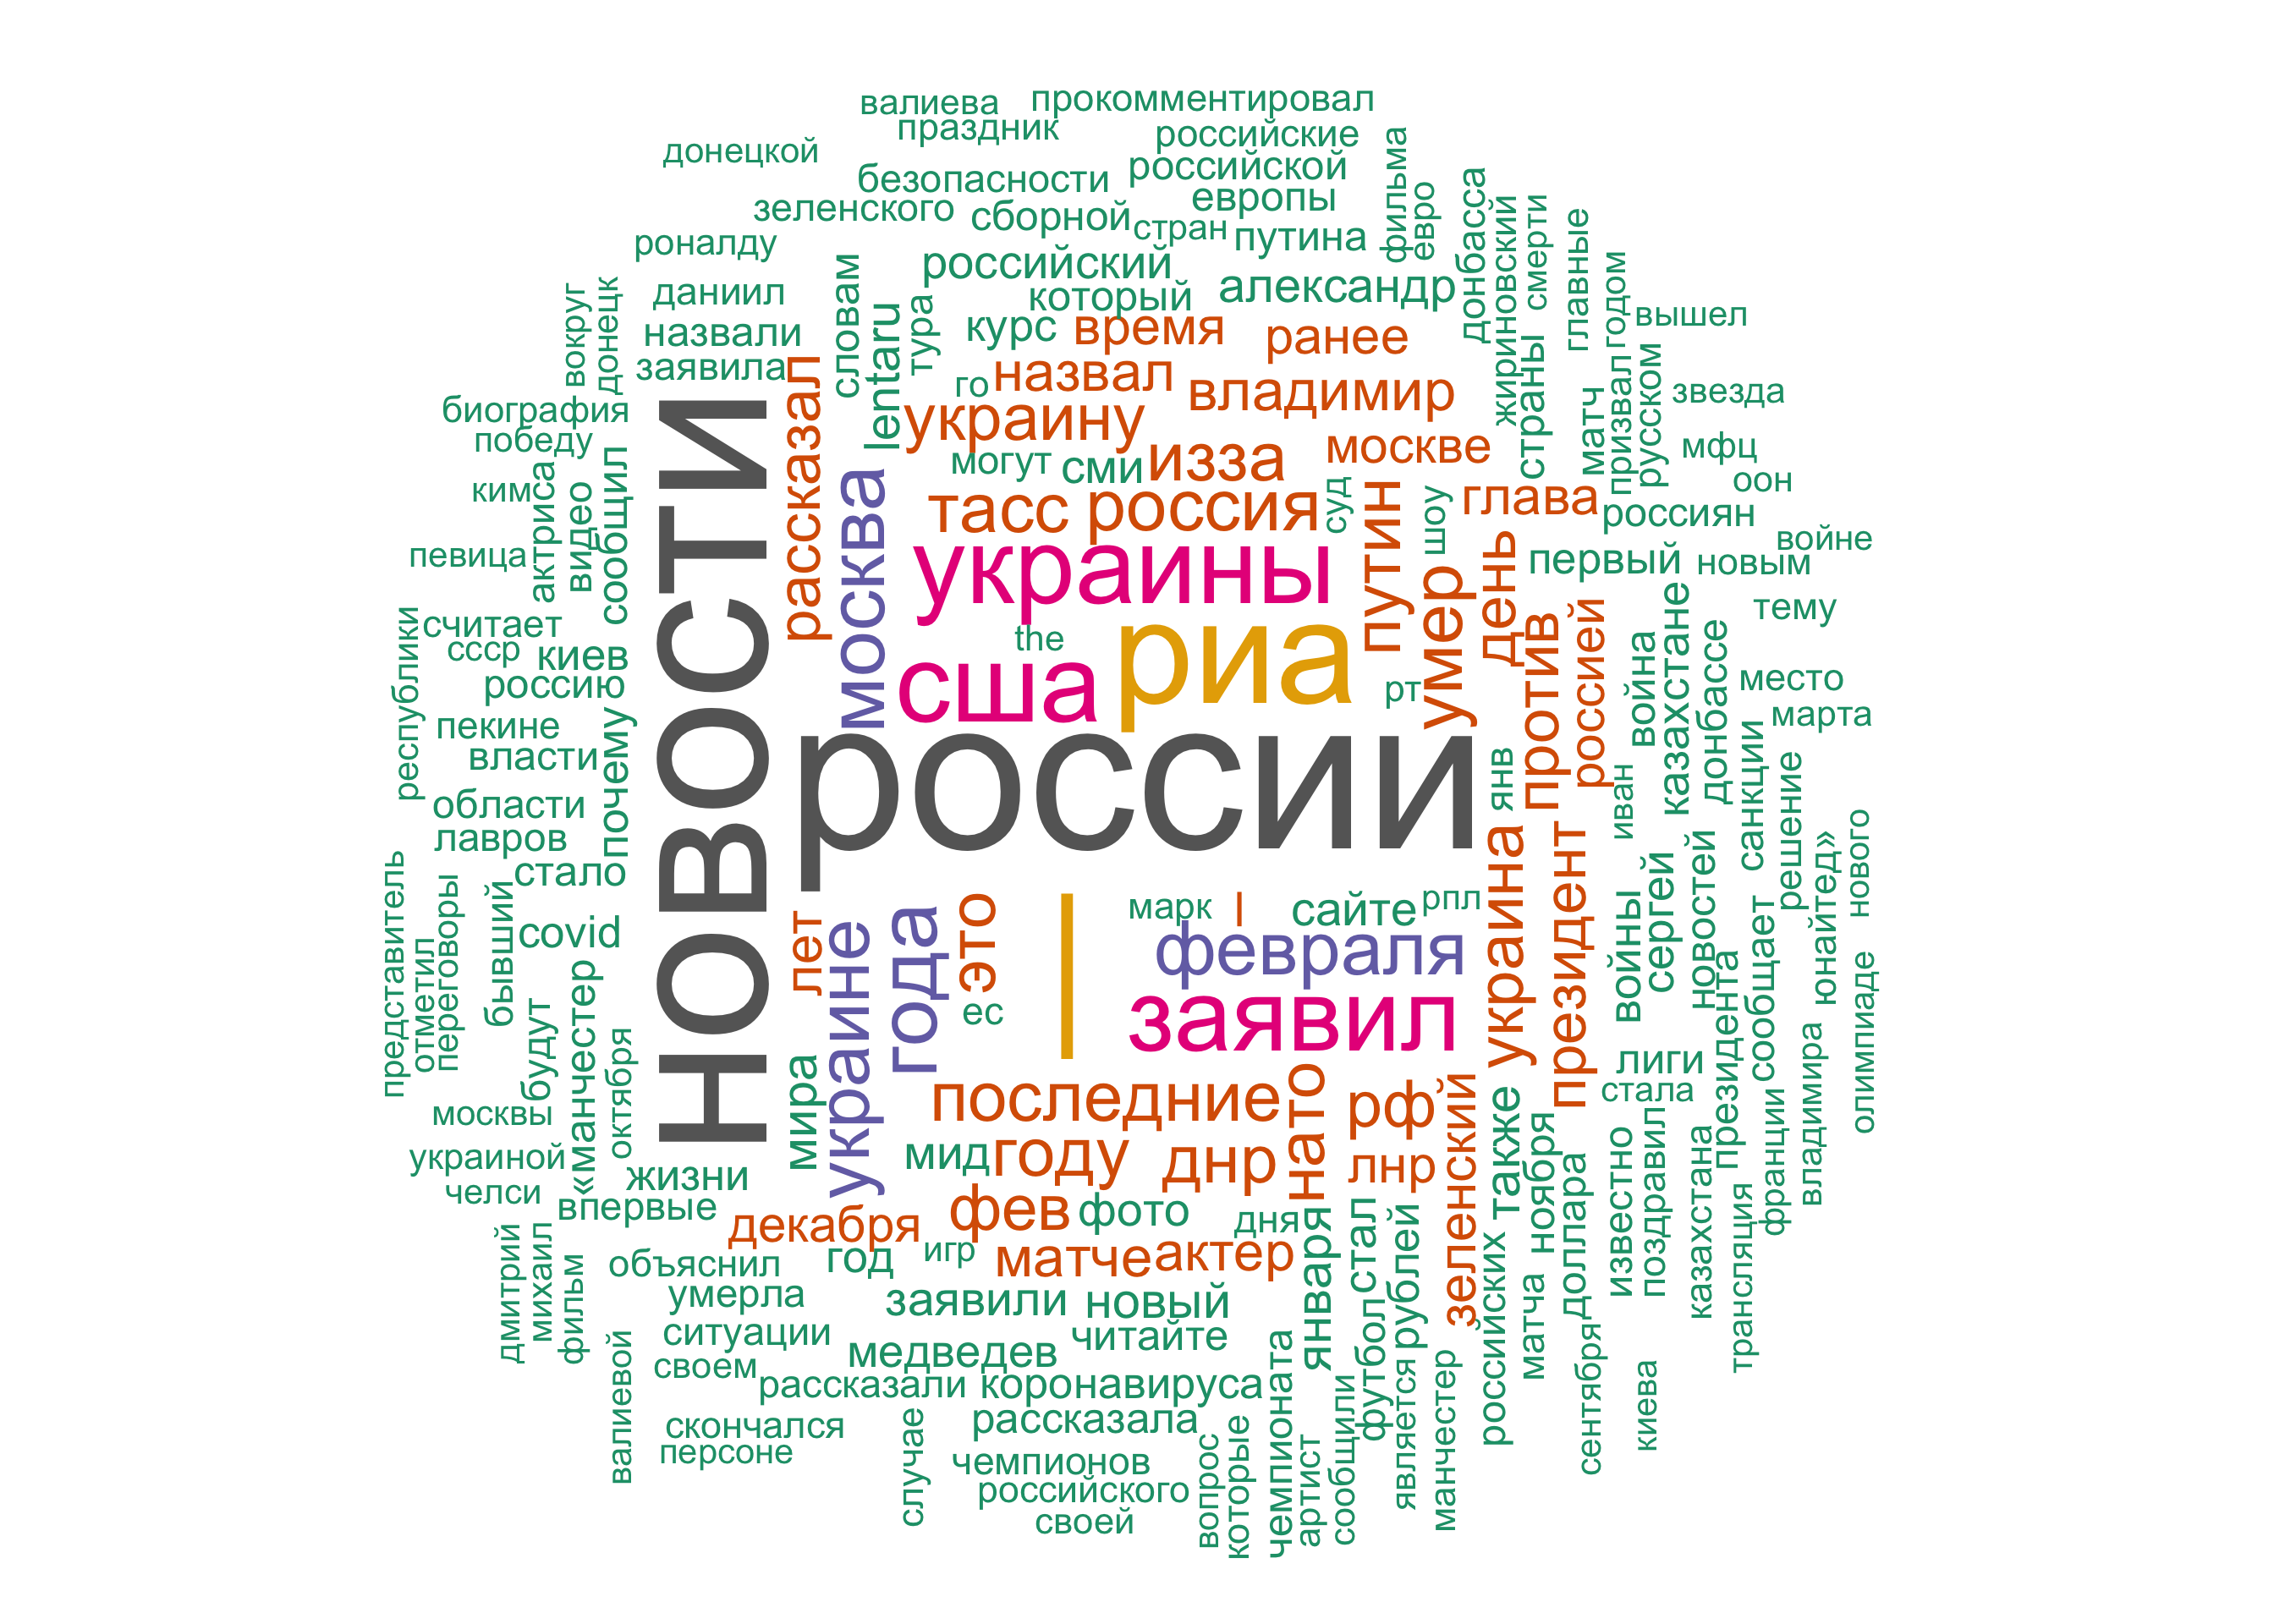 валиева
прокомментировал
праздник
российские
донецкой
российской
фильма
безопасности
европы
евро
донбасса
зеленского
сборной
стран
путина
жириновский
смерти
главные
роналду
российский
александр
годом
вокруг
донецк
даниил
словам
который
вышел
назвали
lentaru
тура
курс
время
ранее
заявила
рассказал
го
назвал
владимир
страны
матч
призвал
русском
звезда
биография
новости
украину
победу
москва
могут
сми
изза
москве
мфц
ким
актриса
видео
сообщил
тасс
россия
суд
путин
шоу
глава
оон
россиян
певица
украины
умер
день
первый
новым
войне
республики
считает
the
риа
против
россией
война
казахстане
донбассе
тему
ссср
киев
россию
сша
рт
место
пекине
почему
марта
власти
россии
янв
иван
санкции
решение
области
лавров
украина
президент
нового
представитель
стало
переговоры
отметил
бывший
covid
лет
украине
года
это
|
марк
|
сайте
рпл
февраля
войны
сергей
новостей
президента
сообщает
юнайтед»
олимпиаде
«манчестер
будут
октября
ес
заявил
мира
последние
нато
рф
зеленский
также
лиги
стала
москвы
владимира
украиной
мид
году
днр
лнр
ноября
доллара
известно
поздравил
казахстана
трансляция
франции
челси
жизни
впервые
декабря
фев
фото
дня
января
стал
рублей
российских
дмитрий
михаил
фильм
объяснил
год
игр
матче
актер
умерла
заявили
новый
матча
сентября
киева
валиевой
ситуации
медведев
читайте
чемпионата
футбол
своем
рассказали
коронавируса
сообщили
является
манчестер
скончался
случае
рассказала
вопрос
которые
артист
персоне
чемпионов
российского
своей